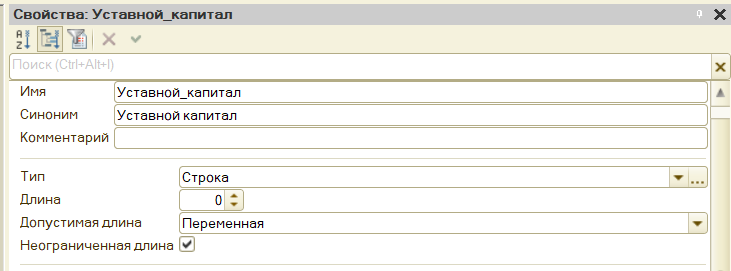 Свойства: Уставной_капитал
Поиск (Ctrl+Alt+I)
Имя Уставной_капитал
Синоним Уставной капитал
Комментарий
Тип Строка
Длина 0
Допустимая длина Переменная
Неограниченная длина